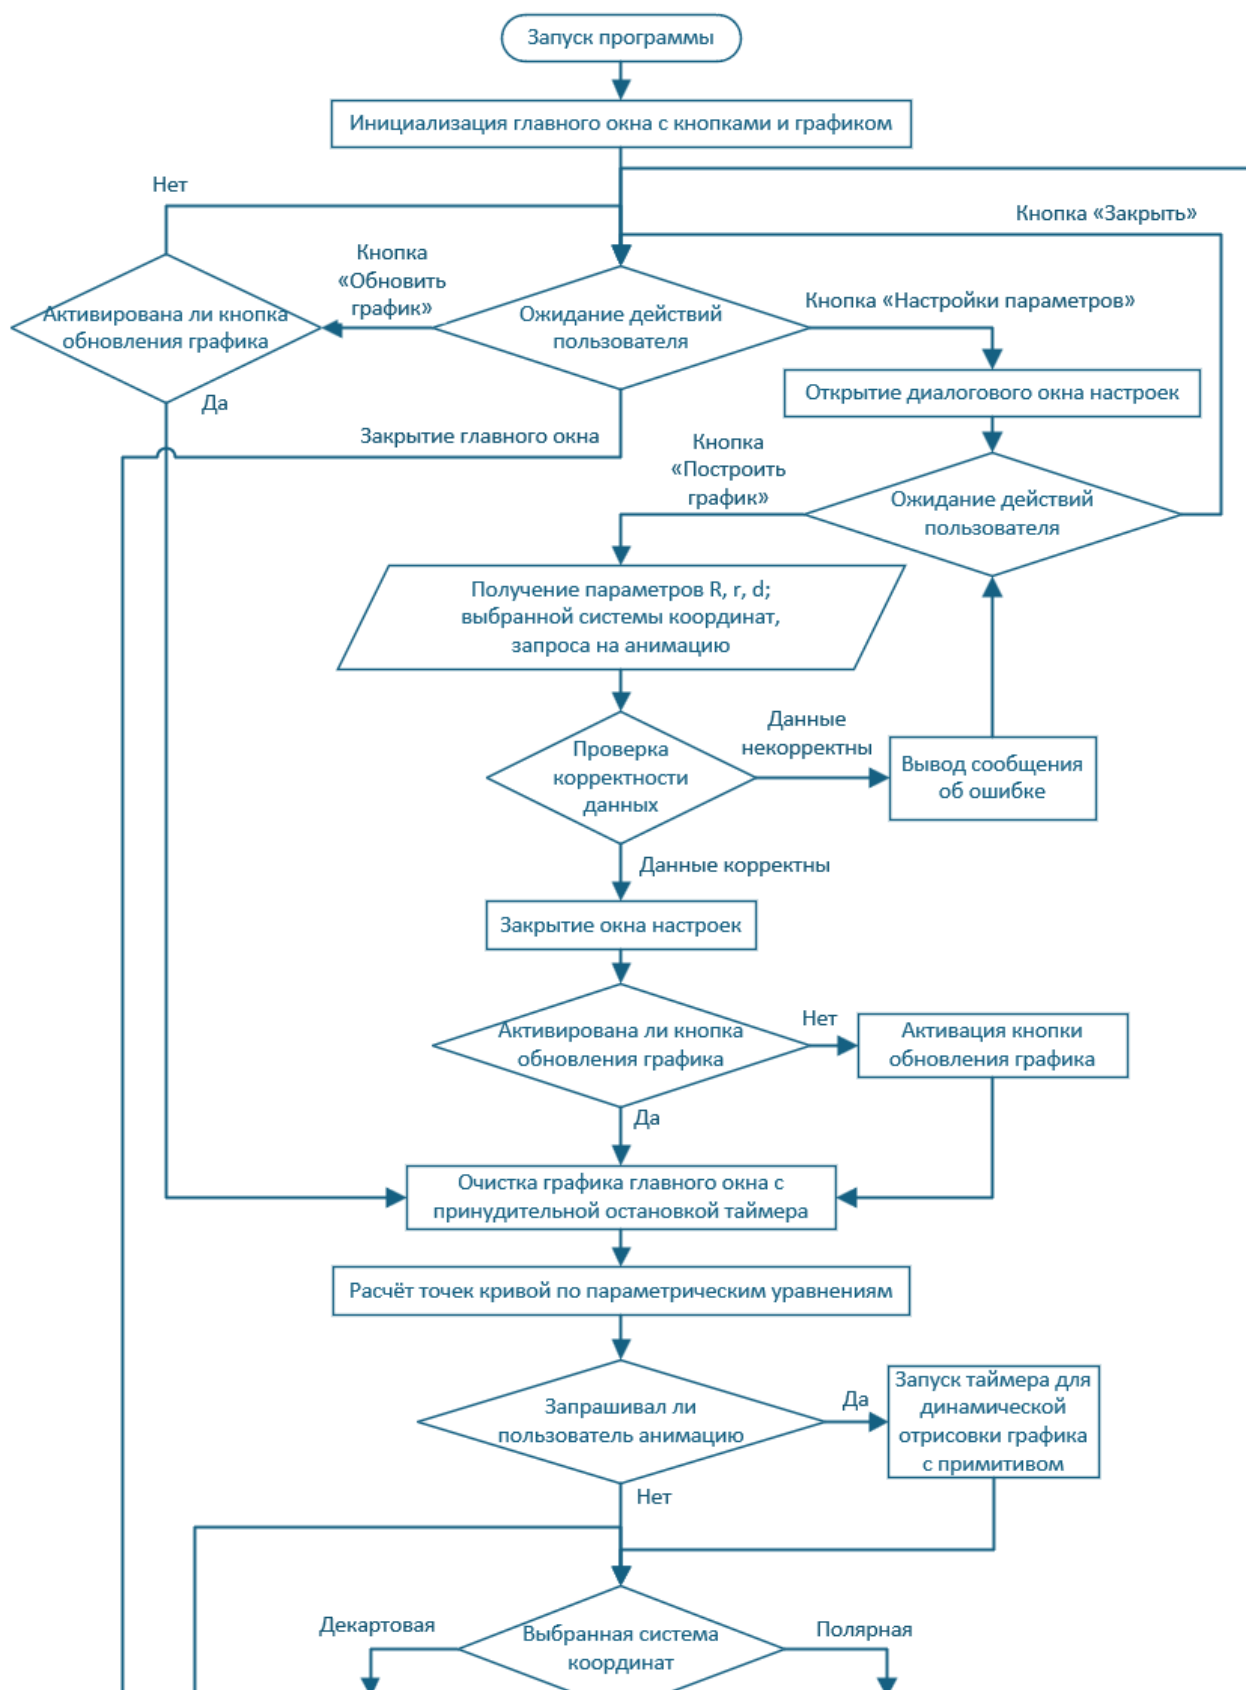 Запуск программы
Инициализация главного окна с кнопками и графиком
Нет
Кнопка «Закрыть»
Кнопка
«Обновить
график»
Активирована ли кнопка
обновления графика
Ожидание действий
пользователя
Кнопка «Настройки параметров»
Открытие диалогового окна настроек
Да
Закрытие главного окна
Кнопка
«Построить
график»
Ожидание действий
пользователя
Получение параметров R, r, d;
выбранной системы координат,
запроса на анимацию
Проверка
корректности
данных
Данные
некорректны
Вывод сообщения
об ошибке
Данные корректны
Закрытие окна настроек
Активирована ли кнопка
обновления графика
Нет
Активация кнопки
обновления графика
Да
Очистка графика главного окна с
принудительной остановкой таймера
Расчёт точек кривой по параметрическим уравнениям
Запрашивал ли
пользователь анимацию
Да
Запуск таймера для
динамической
отрисовки графика
с примитивом
Нет
Декартовая
Выбранная система
координат
Полярная